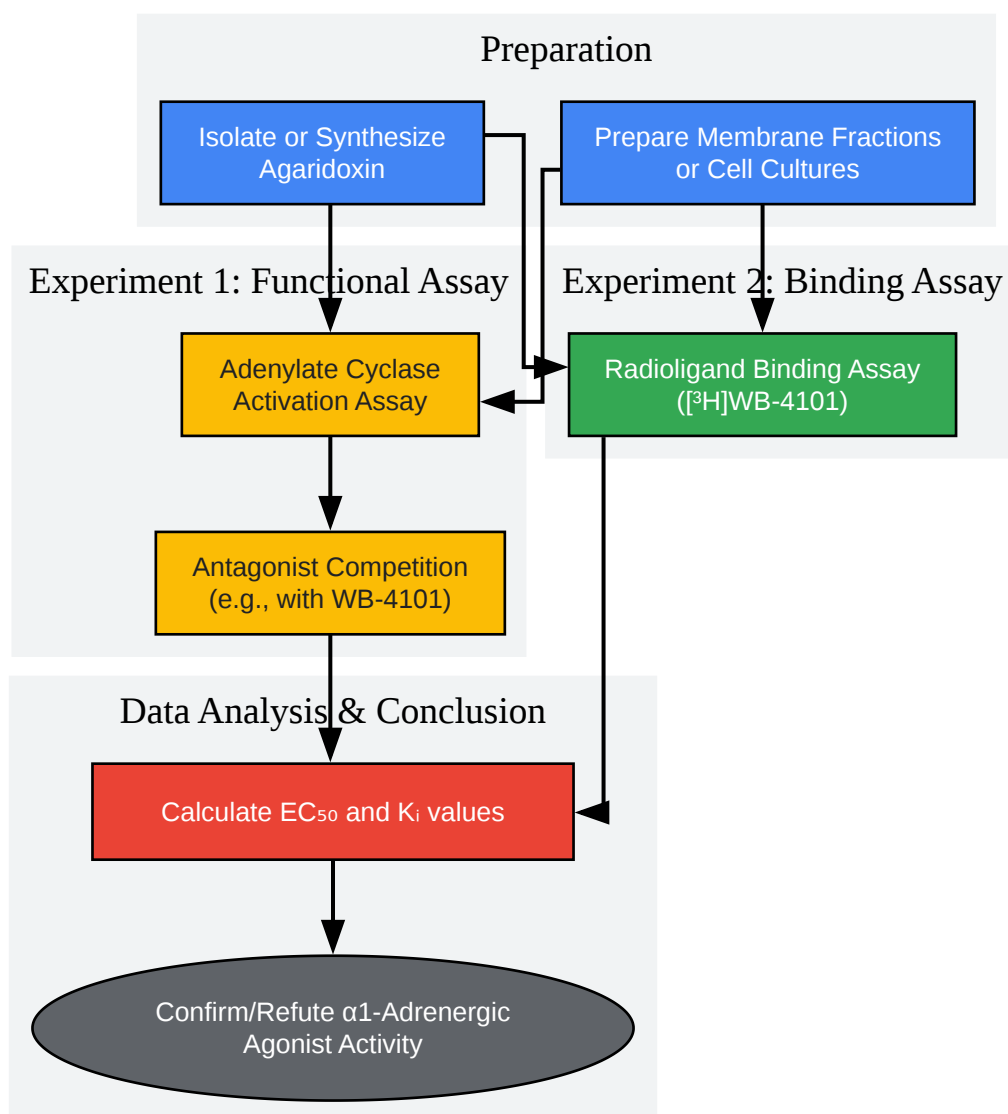 Preparation
Isolate or Synthesize
Agaridoxin
Prepare Membrane Fractions
or Cell Cultures
Experiment 1: Functional Assay
Adenylate Cyclase
Activation Assay
Antagonist Competition
(e.g., with WB-4101)
Experiment 2: Binding Assay
Radioligand Binding Assay
([³H]WB-4101)
Data Analysis & Conclusion
Calculate EC₅₀ and Kᵢ values
Confirm/Refute α1-Adrenergic
Agonist Activity